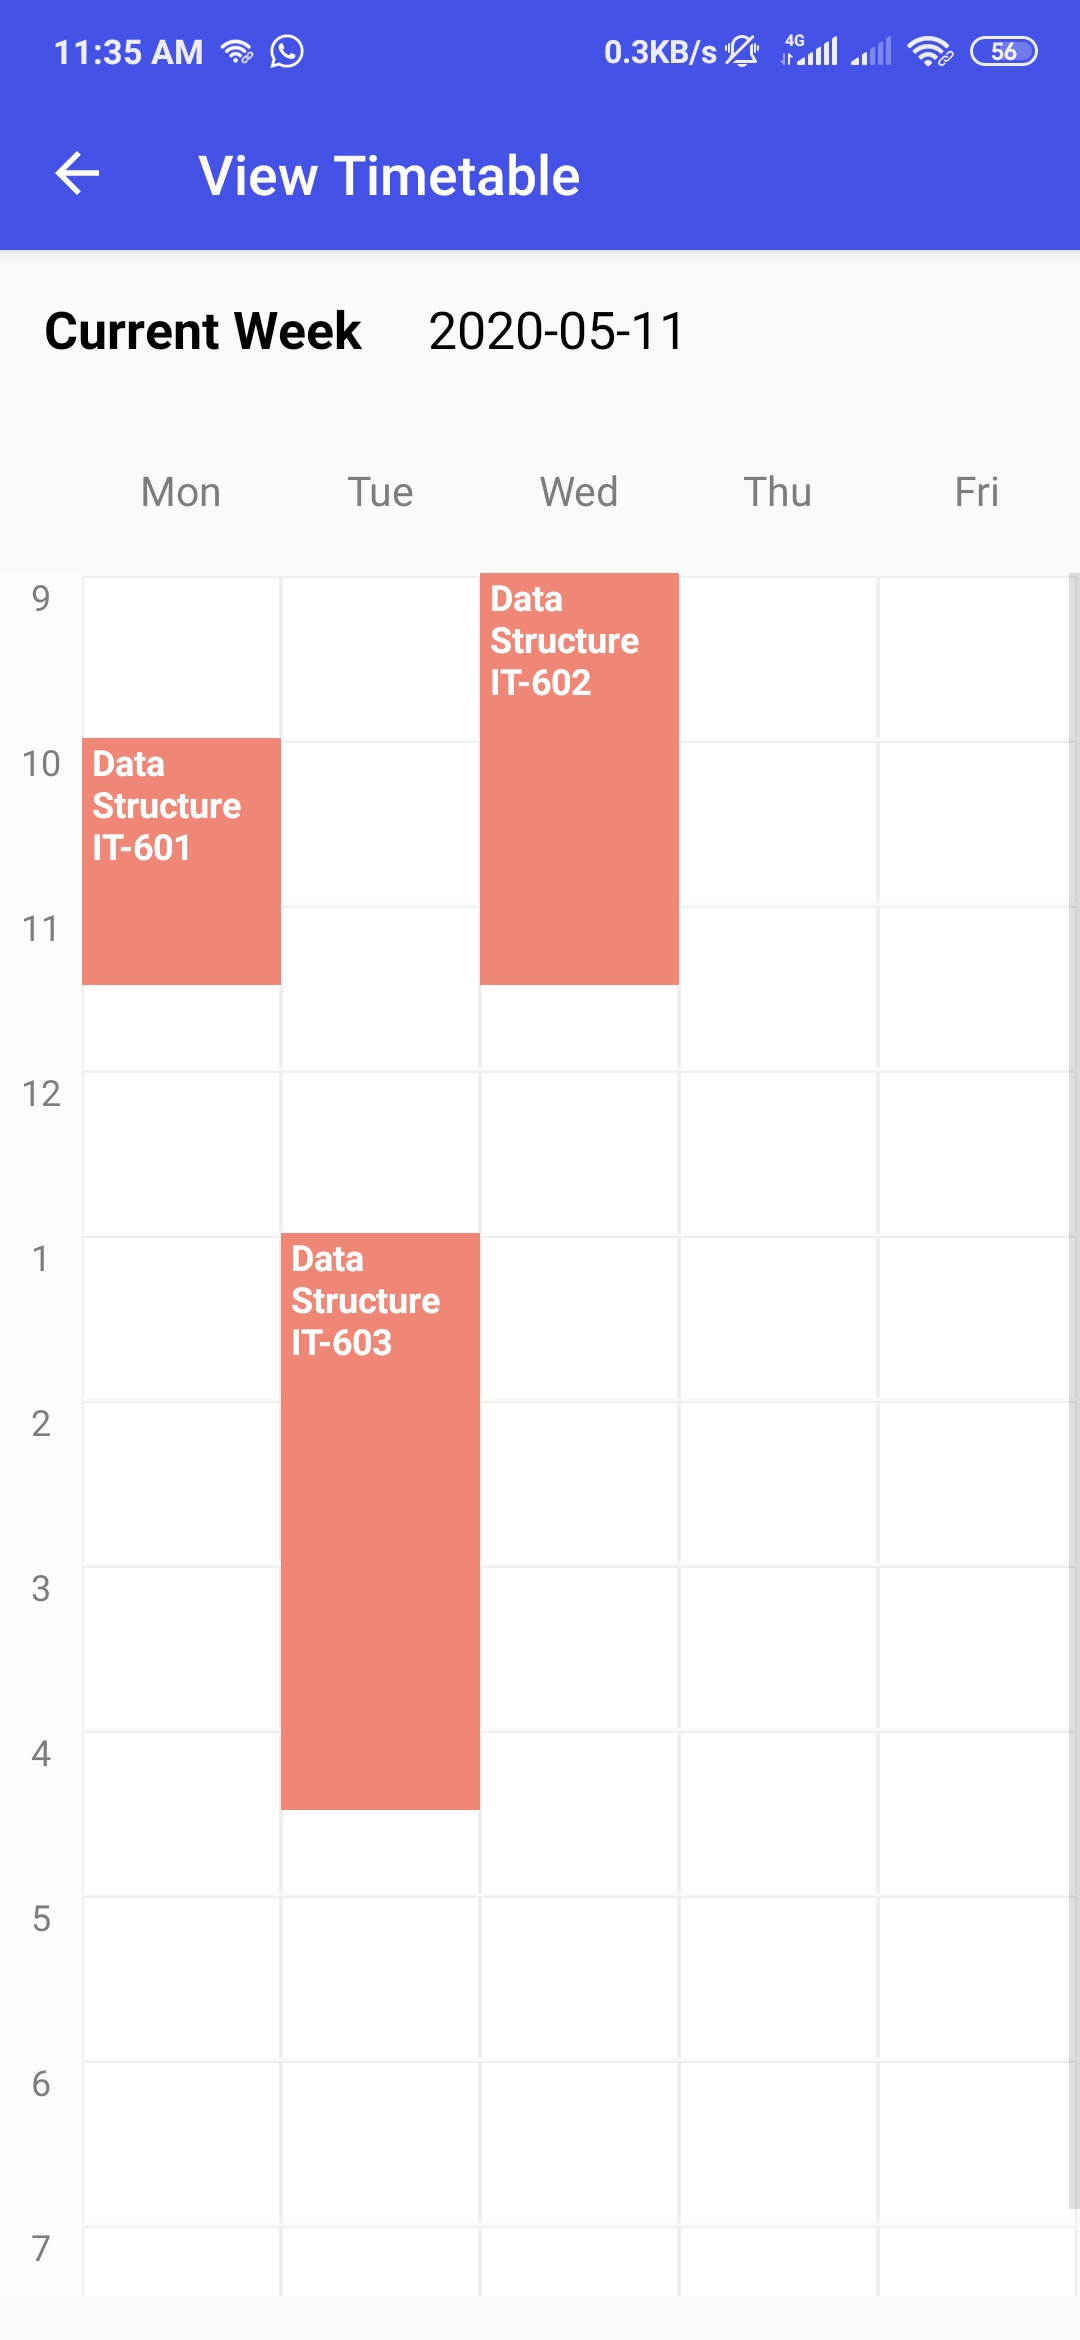 11:35 AM 0.3KB/s 4G 56
View Timetable
Current Week 2020-05-11
Mon Tue Wed Thu Fri
9
Data
Structure
IT-602
10
Data
Structure
IT-601
11
12
1
Data
Structure
IT-603
2
3
4
5
6
7